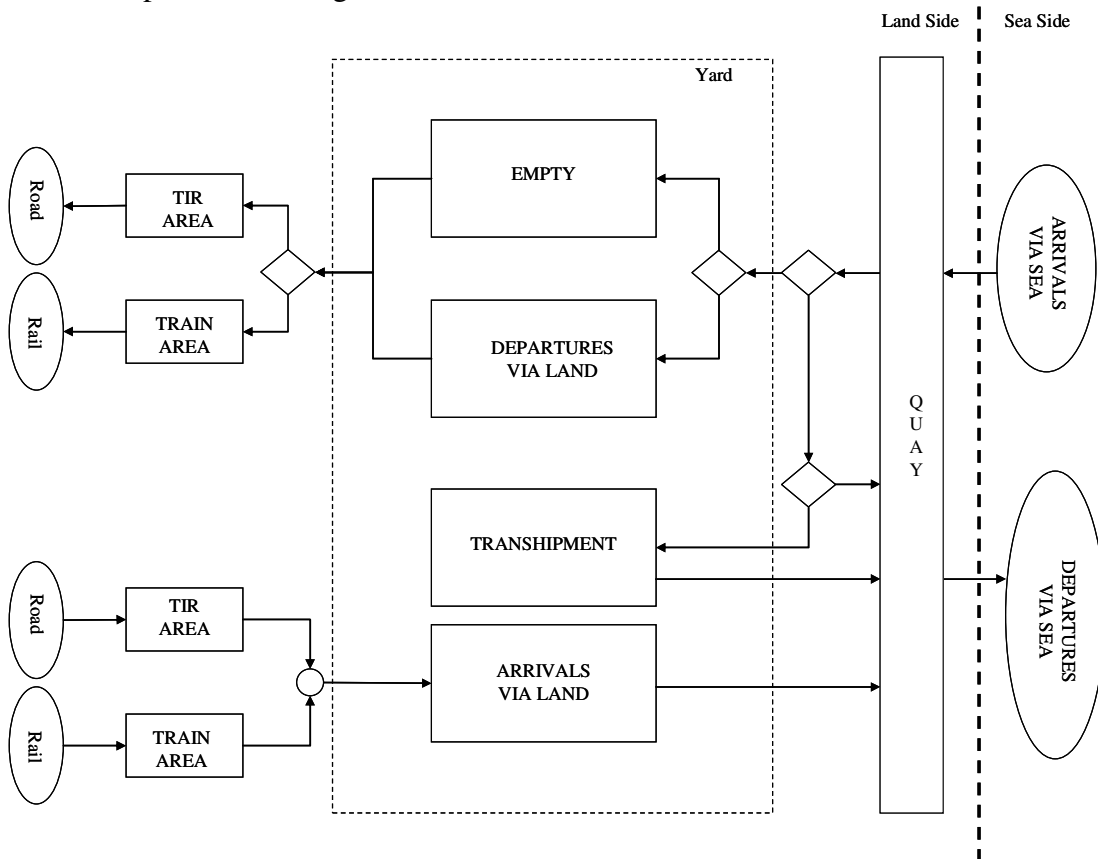 Land Side
Sea Side
Yard
EMPTY
Road
TIR
AREA
ARRIVALS
VIA SEA
Rail
TRAIN
AREA
DEPARTURES
VIA LAND
Q
U
A
Y
TRANSHIPMENT
DEPARTURES
VIA SEA
Road
TIR
AREA
ARRIVALS
VIA LAND
Rail
TRAIN
AREA